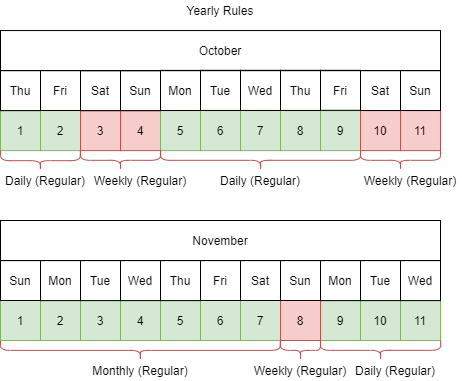 Yearly Rules
October
Thu Fri Sat Sun Mon Tue Wed Thu Fri Sat Sun
1 2 3 4 5 6 7 8 9 10 11
Daily (Regular) Weekly (Regular) Daily (Regular) Weekly (Regular)
November
Sun Mon Tue Wed Thu Fri Sat Sun Mon Tue Wed
1 2 3 4 5 6 7 8 9 10 11
Monthly (Regular) Weekly (Regular) Daily (Regular)